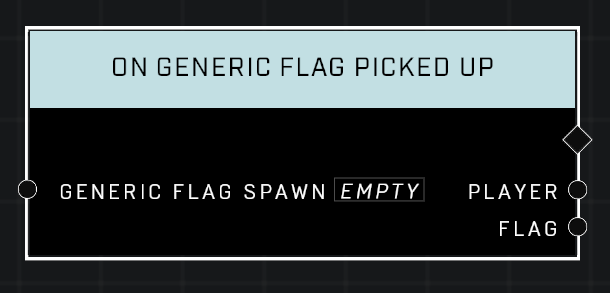 ON GENERIC FLAG PICKED UP
GENERIC FLAG SPAWN EMPTY PLAYER
FLAG